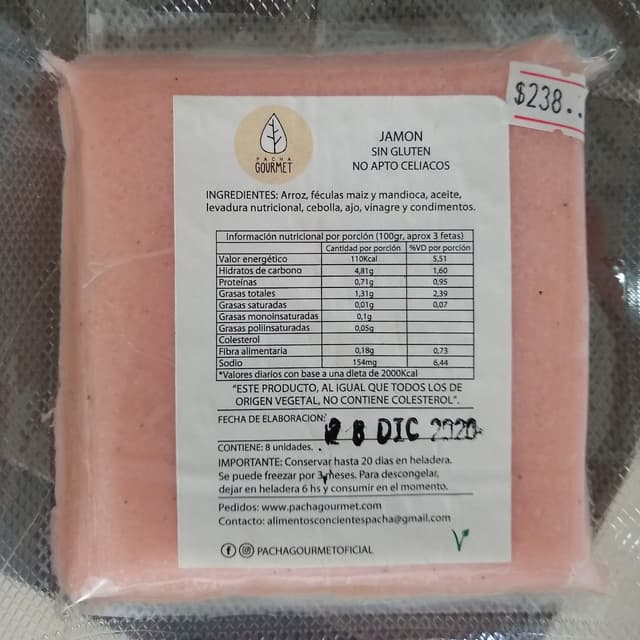 $238..
PACHA
GOURMET
JAMON
SIN GLUTEN
NO APTO CELIACOS
INGREDIENTES: Arroz, féculas maiz y mandioca, aceite,
levadura nutricional, cebolla, ajo, vinagre y condimentos.
Información nutricional por porción (100gr, aprox 3 fetas)
Cantidad por porción %VD por porción
Valor energético 110Kcal 5,51
Hidratos de carbono 4,81g 1,60
Proteínas 0,71g 0,95
Grasas totales 1,31g 2,39
Grasas saturadas 0,01g 0,07
Grasas monoinsaturadas 0,1g
Grasas poliinsaturadas 0,05g
Colesterol
Fibra alimentaria 0,18g 0,73
Sodio 154mg 6,44
*Valores diarios con base a una dieta de 2000Kcal
"ESTE PRODUCTO, AL IGUAL QUE TODOS LOS DE
ORIGEN VEGETAL, NO CONTIENE COLESTEROL".
FECHA DE ELABORACION:
28 DIC 2020
CONTIENE: 8 unidades.
IMPORTANTE: Conservar hasta 20 dias en heladera.
Se puede freezar por 3 meses. Para descongelar,
dejar en heladera 6 hs y consumir en el momento.
Pedidos: www.pachagourmet.com
Contacto: alimentosconcientespacha@gmail.com
PACHAGOURMETOFICIAL